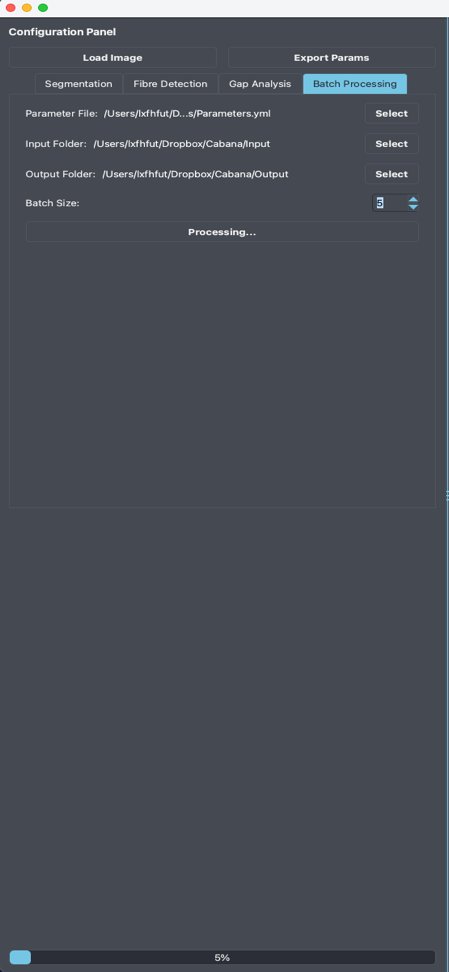 Configuration Panel
Load Image Export Params
Segmentation Fibre Detection Gap Analysis Batch Processing
Parameter File: /Users/lxfhfut/D...s/Parameters.yml Select
Input Folder: /Users/lxfhfut/Dropbox/Cabana/Input Select
Output Folder: /Users/lxfhfut/Dropbox/Cabana/Output Select
Batch Size: 5
Processing...
5%